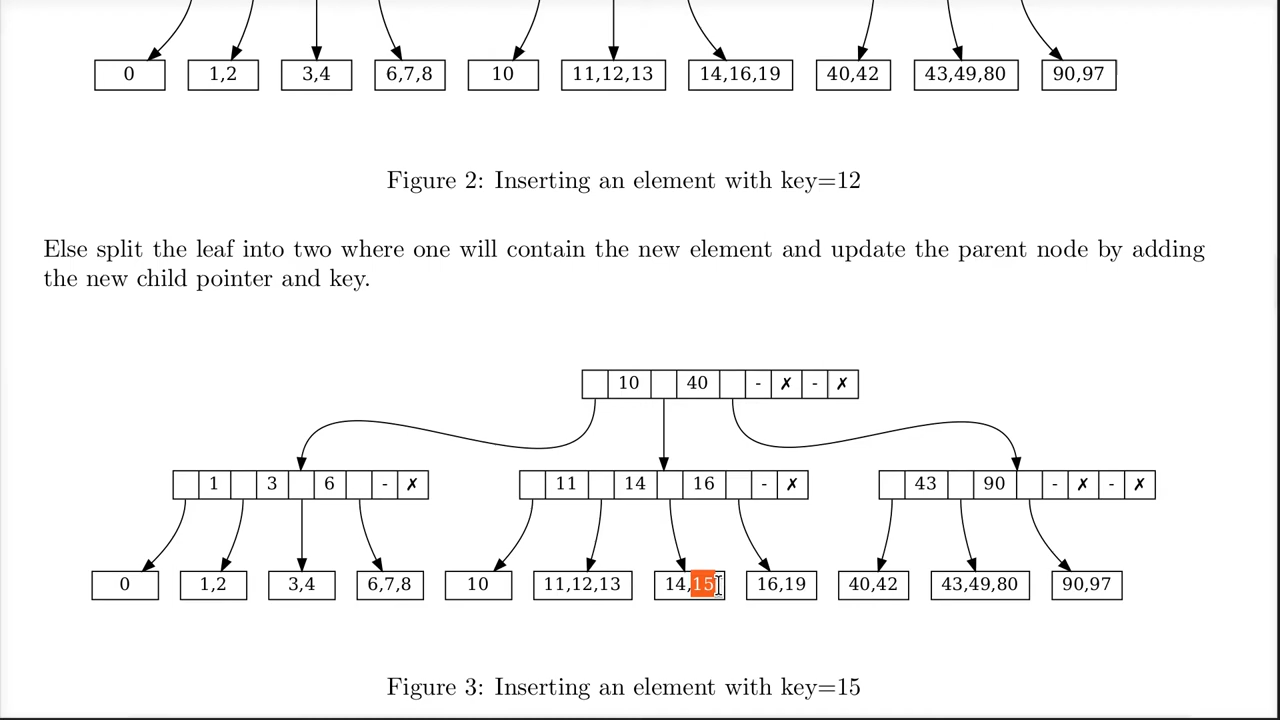 0 1,2 3,4 6,7,8 10 11,12,13 14,16,19 40,42 43,49,80 90,97
Figure 2: Inserting an element with key=12
Else split the leaf into two where one will contain the new element and update the parent node by adding
the new child pointer and key.
10 40 - ✗ - ✗
1 3 6 - ✗ 11 14 16 - ✗ 43 90 - ✗ - ✗
0 1,2 3,4 6,7,8 10 11,12,13 14,15 16,19 40,42 43,49,80 90,97
Figure 3: Inserting an element with key=15